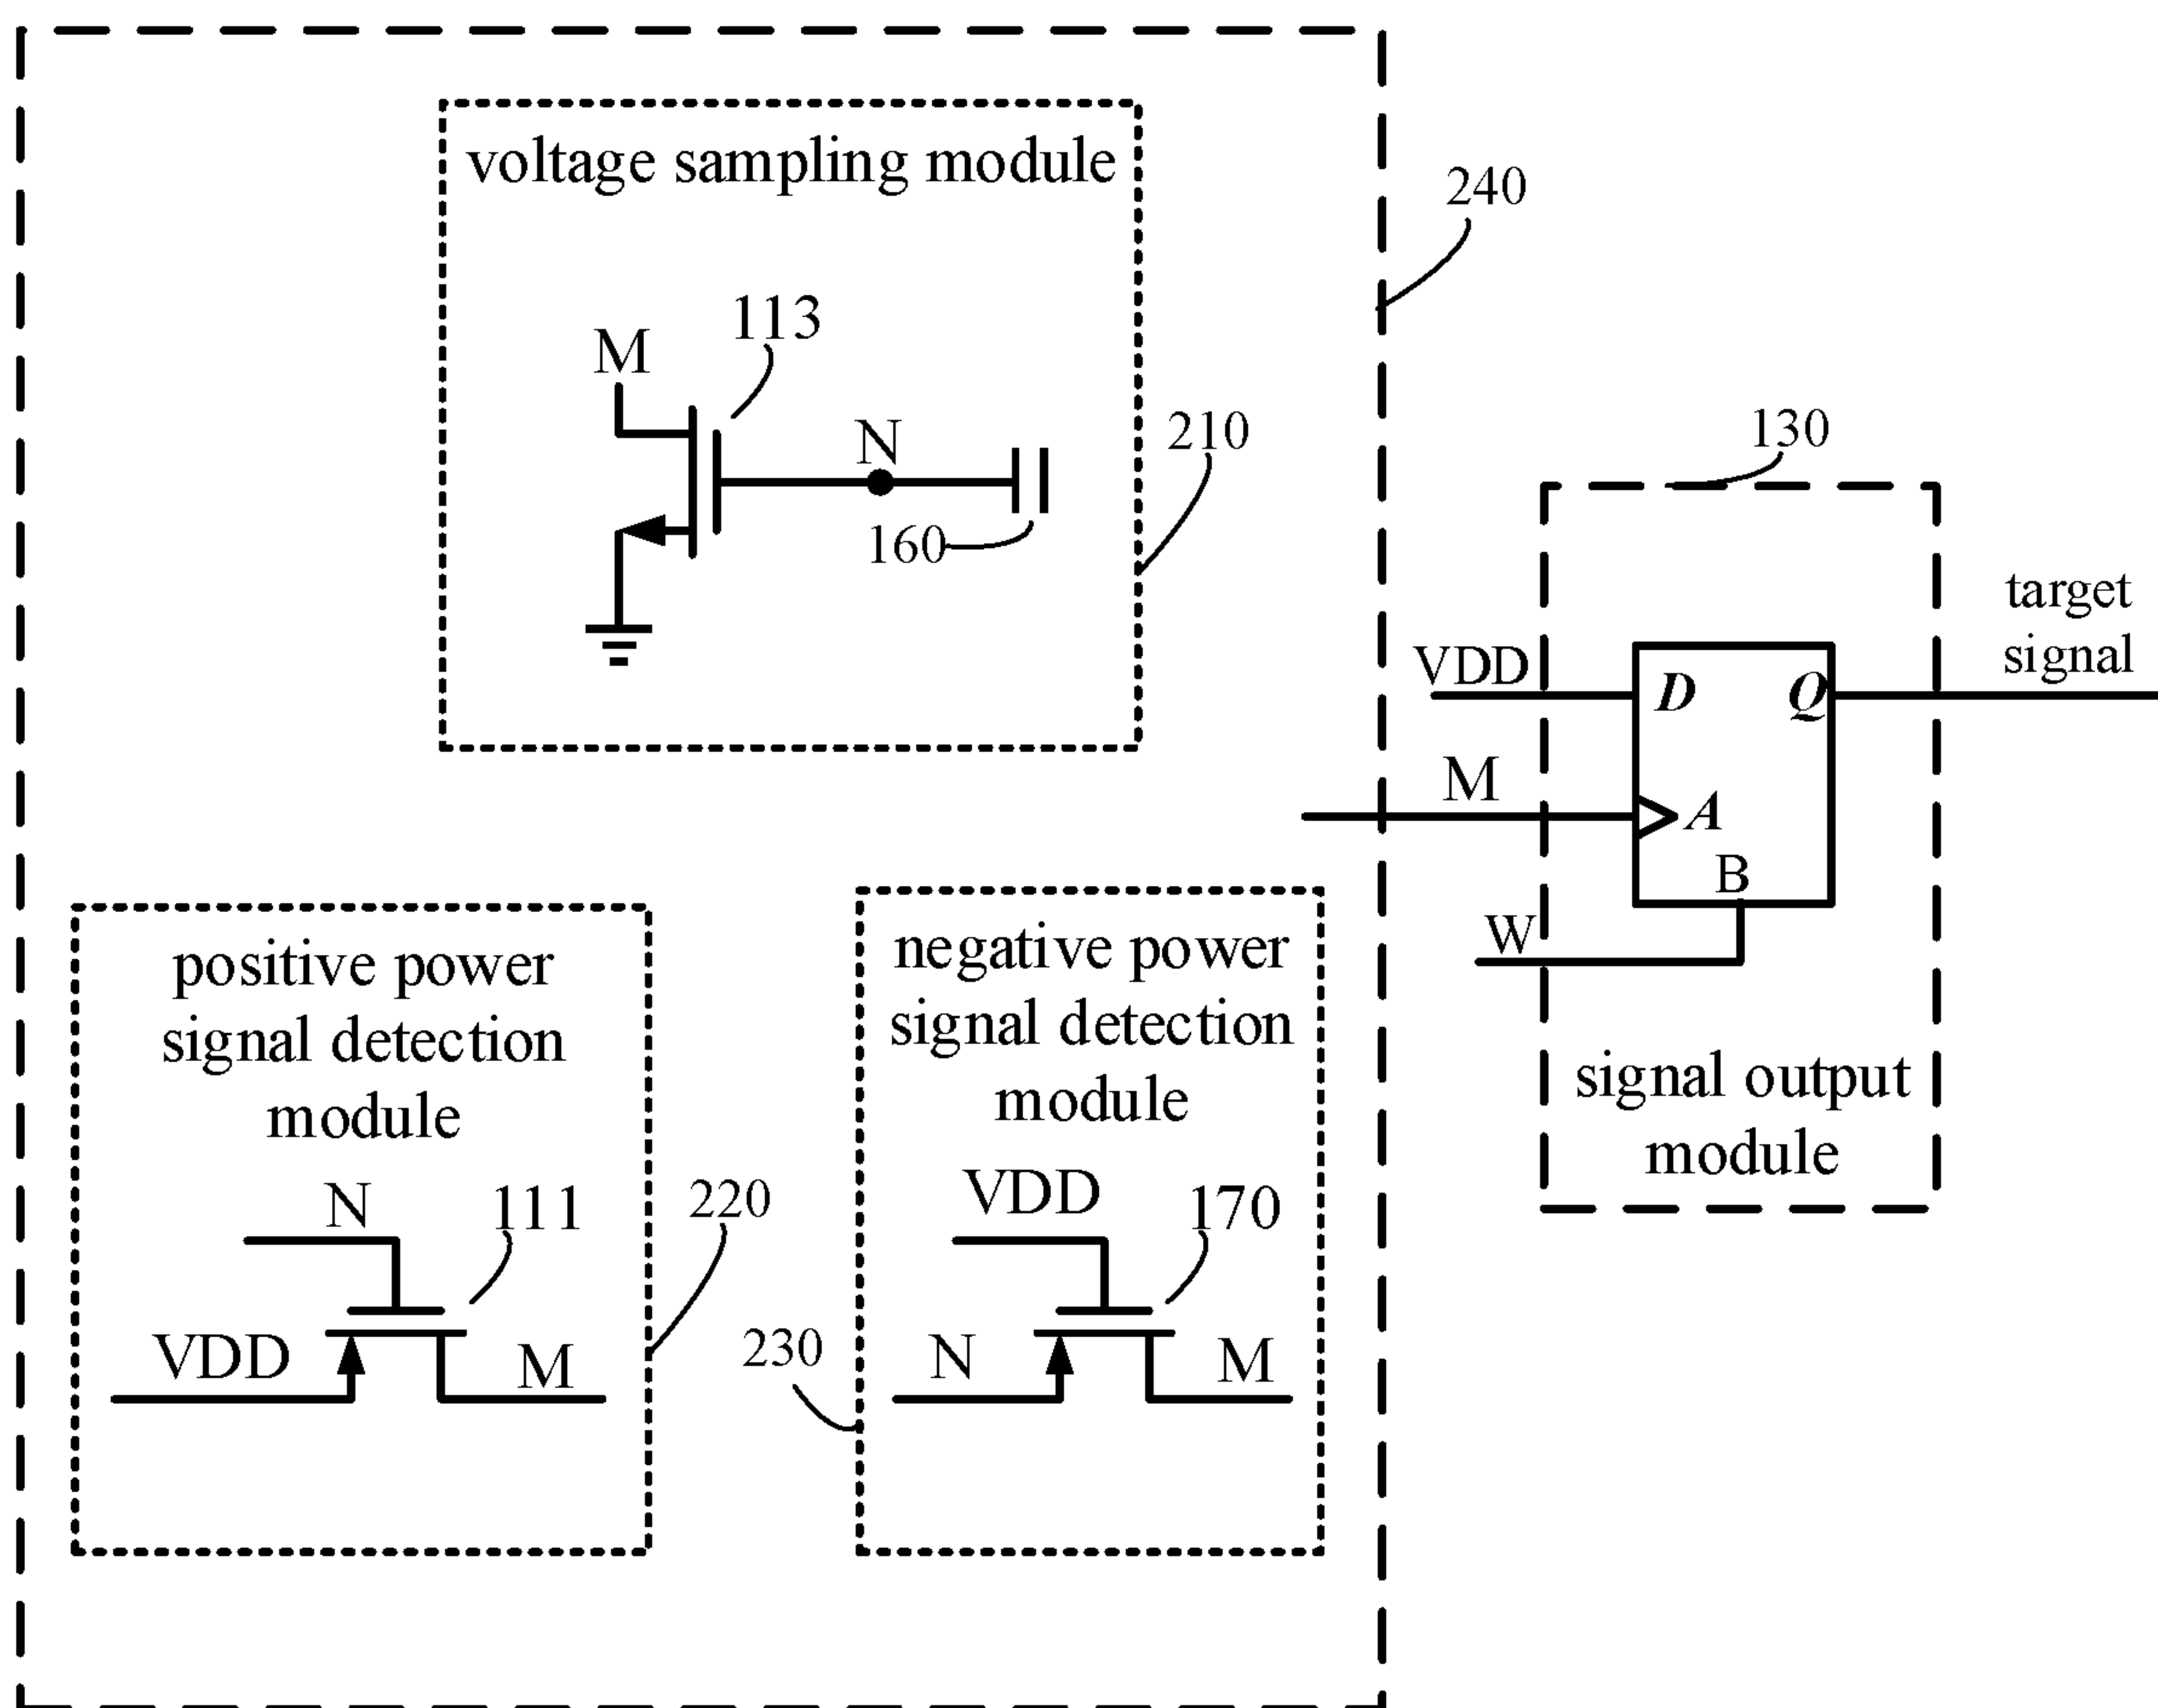 voltage sampling module
240
113
M
N
210
160
130
target
signal
VDD
D
Q
M
A
B
W
positive power
signal detection
module
negative power
signal detection
module
signal output
module
N
111
220
VDD
170
230
VDD
M
N
M